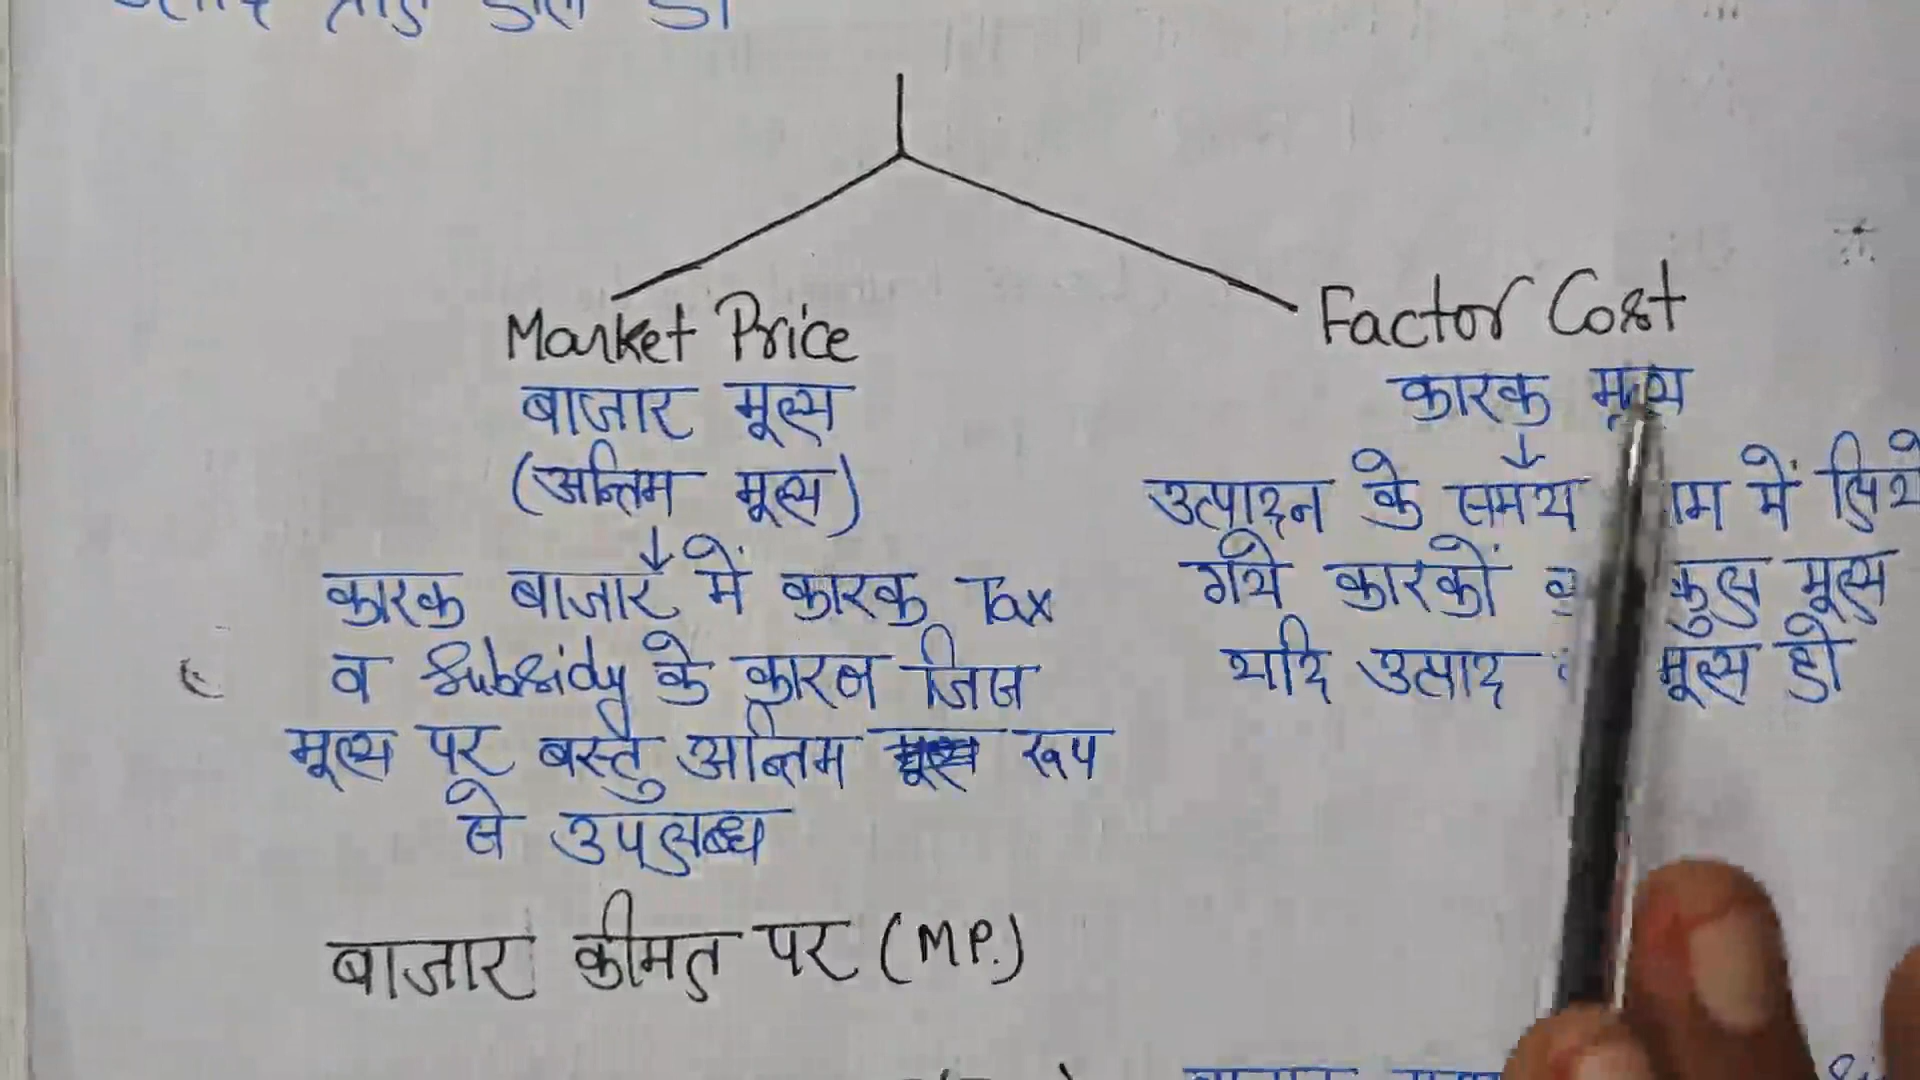 Market Price
बाजार मूल्य
(अन्तिम मूल्य)
कारक बाजार में कारक Tax
व Subsidy के कारण जिज
मूल्य पर बस्तु अन्तिम रूप
से उपलब्ध
बाजार कीमत पर (M.P.)
Factor Cost
कारक मूल्य
उत्पादन के समय में लिये
गये कारकों कुल मूल्य
यदि उत्पाद मूल्य हो